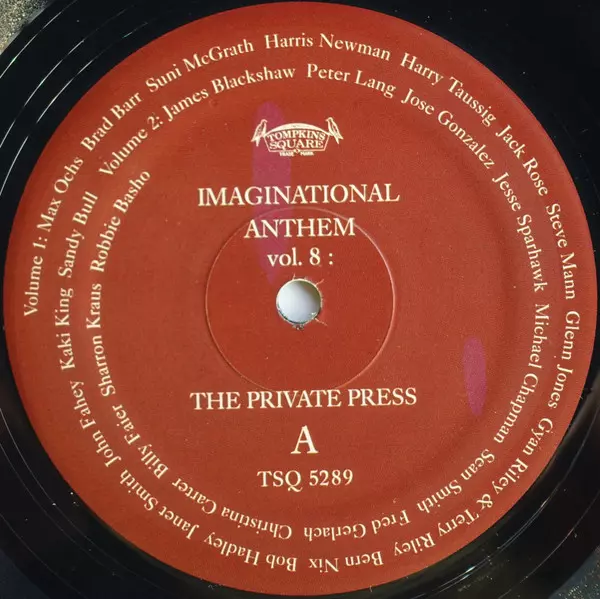 TOMPKINS
SQUARE
TRADE MARK
IMAGINATIONAL
ANTHEM
vol. 8 :
THE PRIVATE PRESS
A
TSQ 5289
Volume 1: Max Ochs Brad Barr Suni McGrath Harris Newman Harry Taussig Jack Rose Steve Mann Glenn Jones Gyan Riley & Terry Riley Bern Nix Bob Hadley Janet Smith John Fahey Kaki King Sandy Bull Volume 2: James Blackshaw Peter Lang Jose Gonzalez Jesse Sparhawk Michael Chapman Sean Smith Fred Gerlach Christina Carter Billy Faier Sharron Kraus Robbie Basho